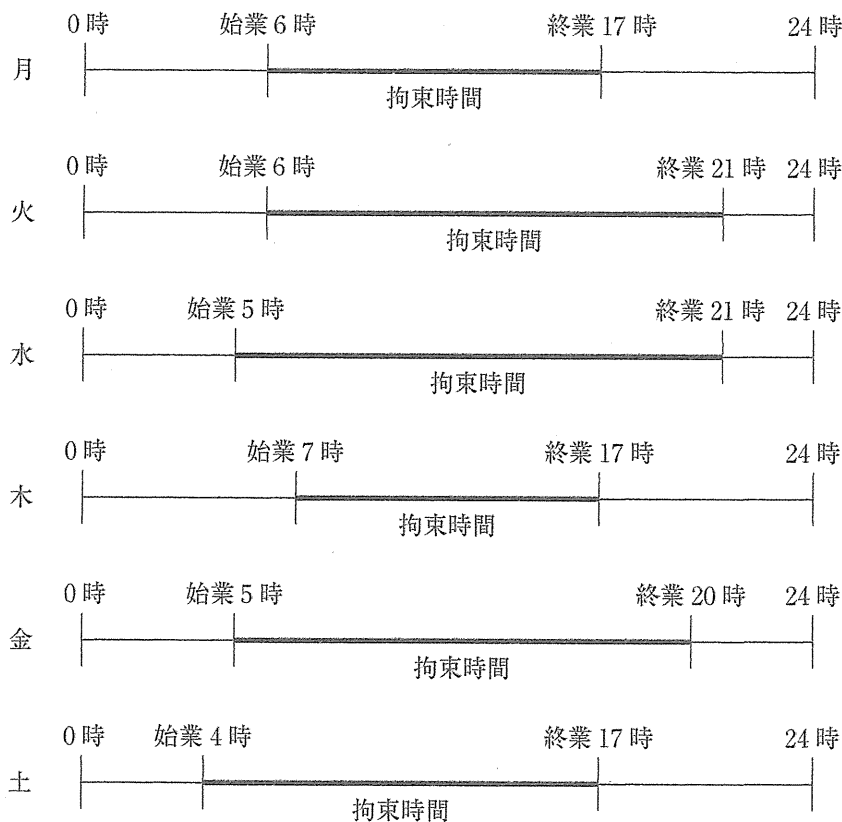 0時 始業6時 終業17時 24時
月
拘束時間
0時 始業6時 終業21時 24時
火
拘束時間
0時 始業5時 終業21時 24時
水
拘束時間
0時 始業7時 終業17時 24時
木
拘束時間
0時 始業5時 終業20時 24時
金
拘束時間
0時 始業4時 終業17時 24時
土
拘束時間